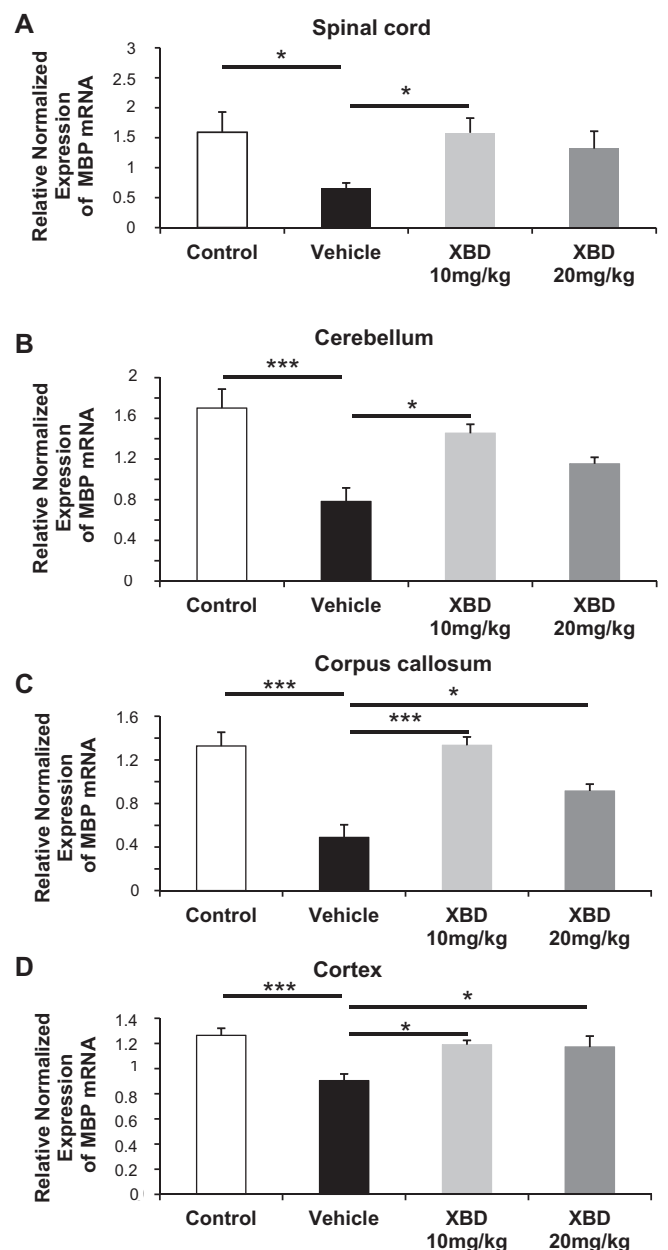 A
Spinal cord
Relative Normalized
Expression
of MBP mRNA
3
2.5
2
1.5
1
0.5
0
*
*
Control Vehicle XBD XBD
10mg/kg 20mg/kg
B
Cerebellum
Relative Normalized
Expression
of MBP mRNA
2
1.6
1.2
0.8
0.4
0
***
*
Control Vehicle XBD XBD
10mg/kg 20mg/kg
C
Corpus callosum
Relative Normalized
Expression
of MBP mRNA
1.6
1.2
0.8
0.4
0
***
*
***
Control Vehicle XBD XBD
10mg/kg 20mg/kg
D
Cortex
Relative Normalized
Expression
of MBP mRNA
1.4
1.2
1
0.8
0.6
0.4
0.2
0
***
*
*
Control Vehicle XBD XBD
10mg/kg 20mg/kg